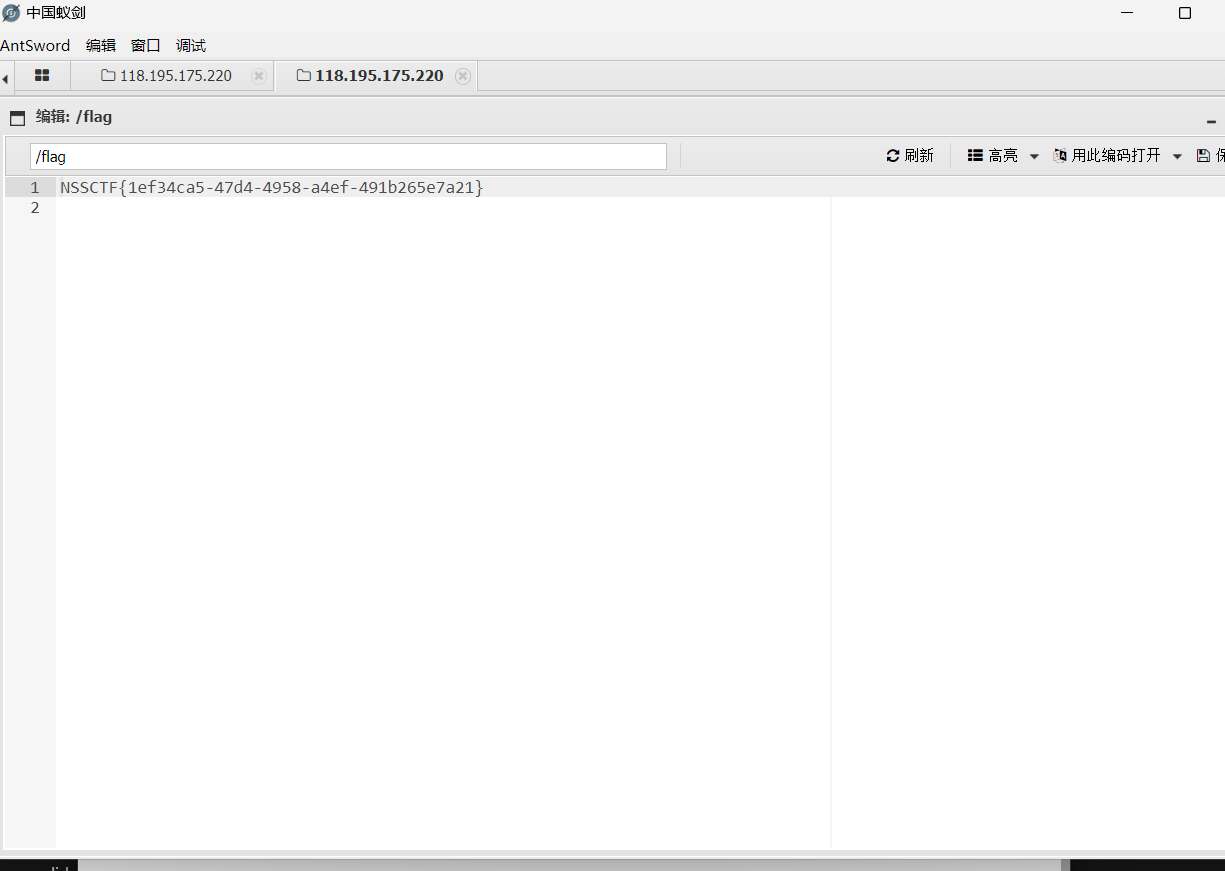 中国蚁剑
AntSword 编辑 窗口 调试
118.195.175.220 118.195.175.220
编辑: /flag
/flag 刷新 高亮 用此编码打开
1 NSSCTF{1ef34ca5-47d4-4958-a4ef-491b265e7a21}
2